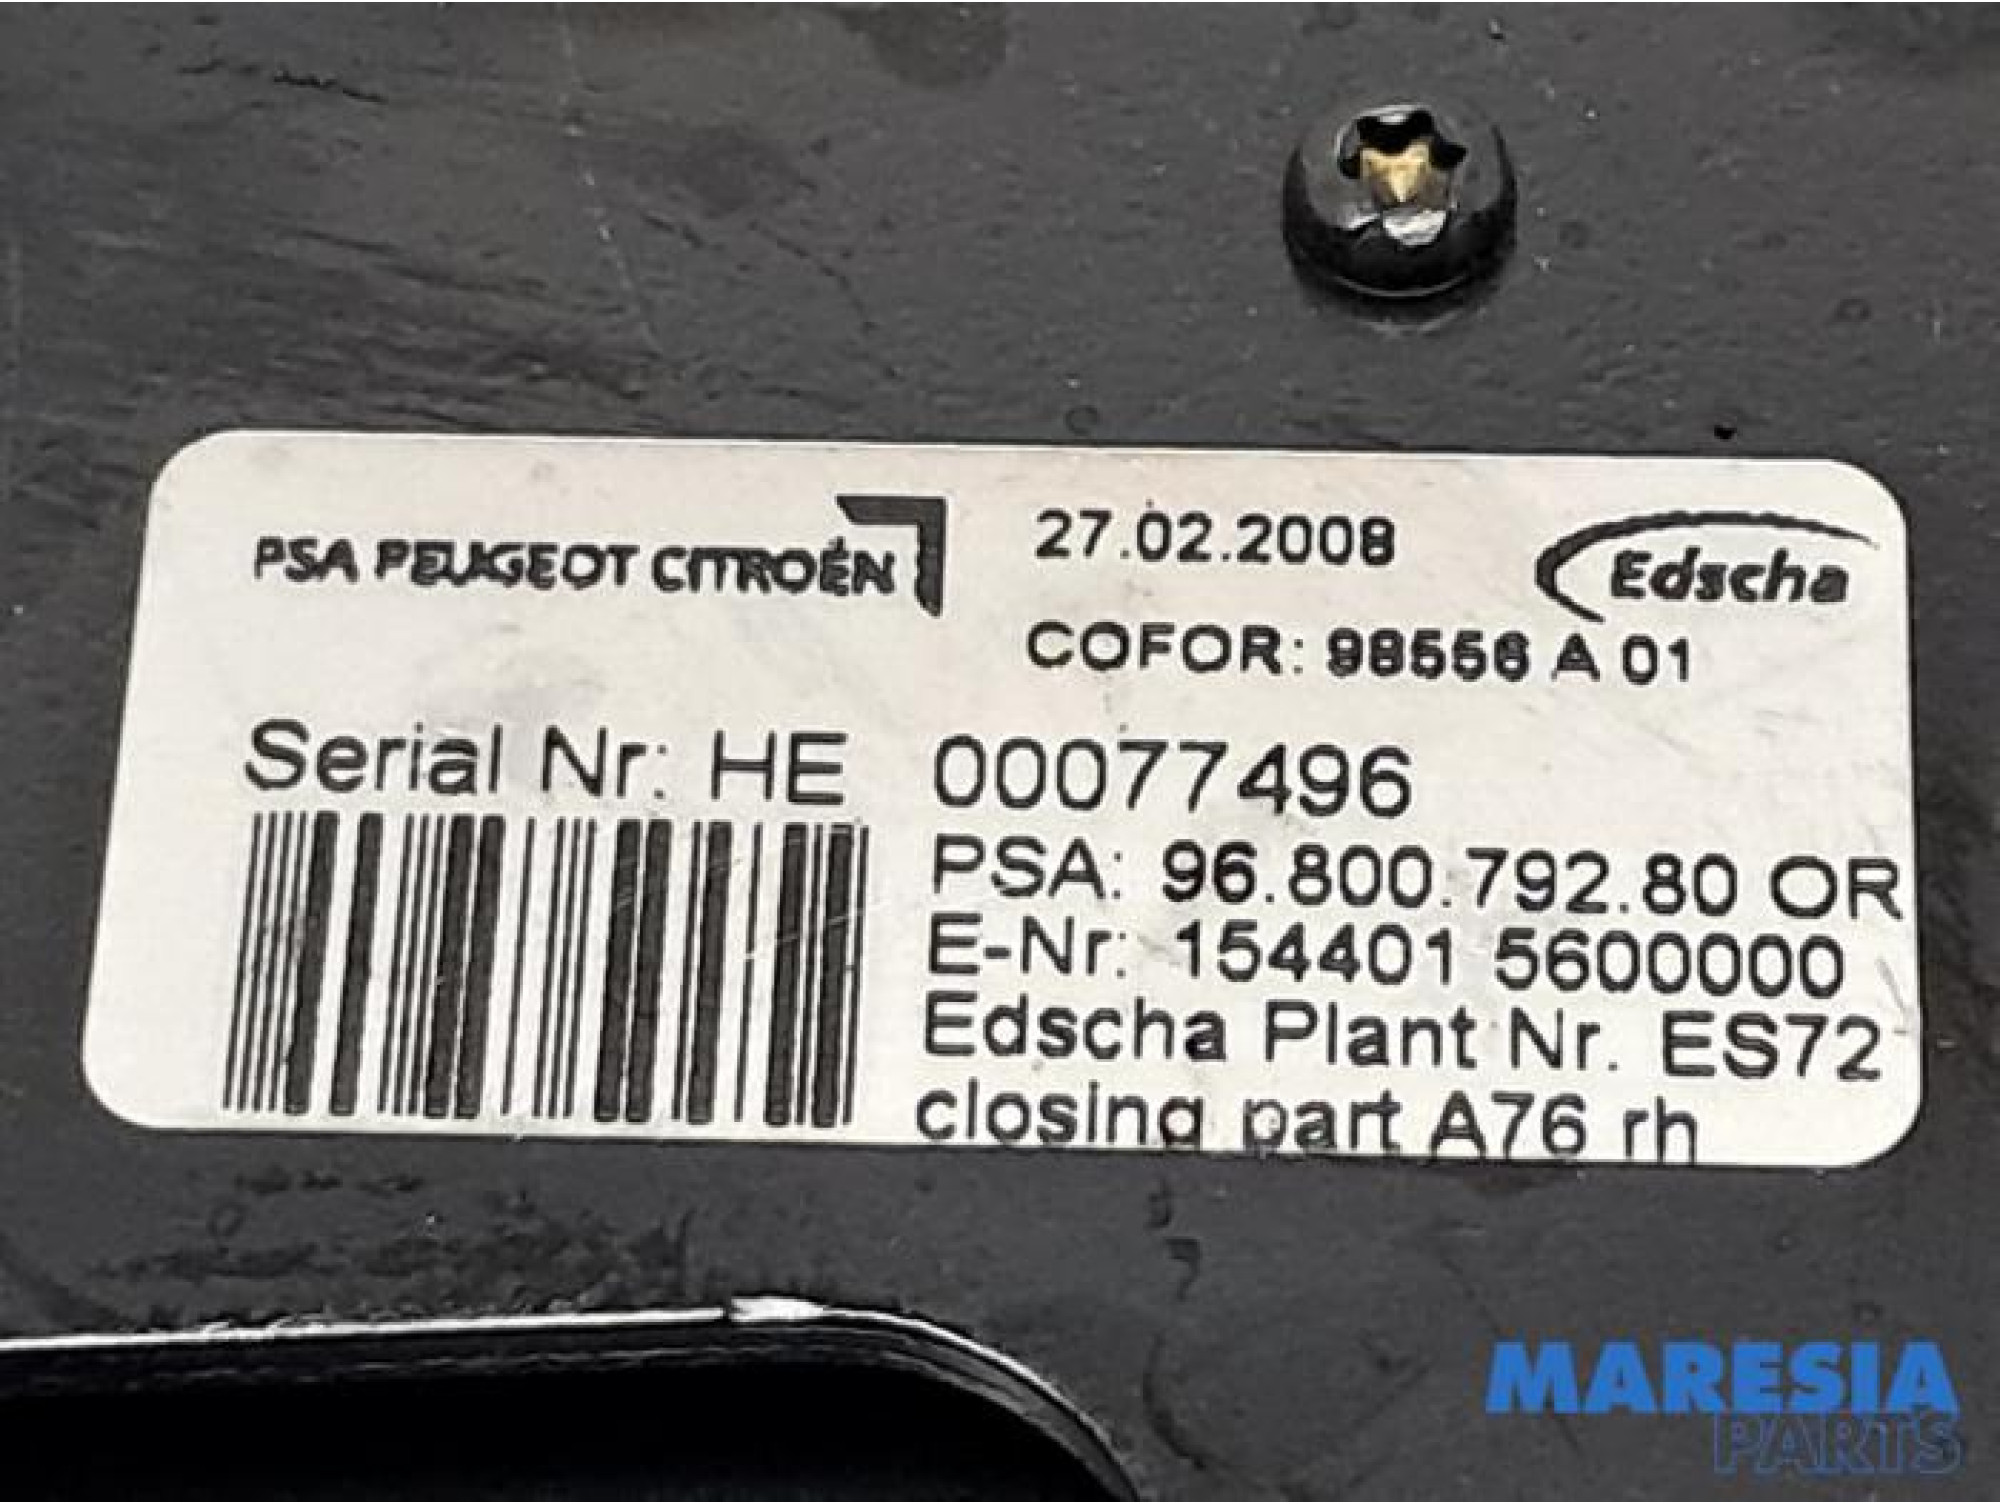 PSA PEUGEOT CITROËN
27.02.2008
Edscha
COFOR: 98556 A 01
Serial Nr: HE 00077496
PSA: 96.800.792.80 OR
E-Nr: 154401 5600000
Edscha Plant Nr. ES72
closing part A76 rh
MARESIA
PARTS